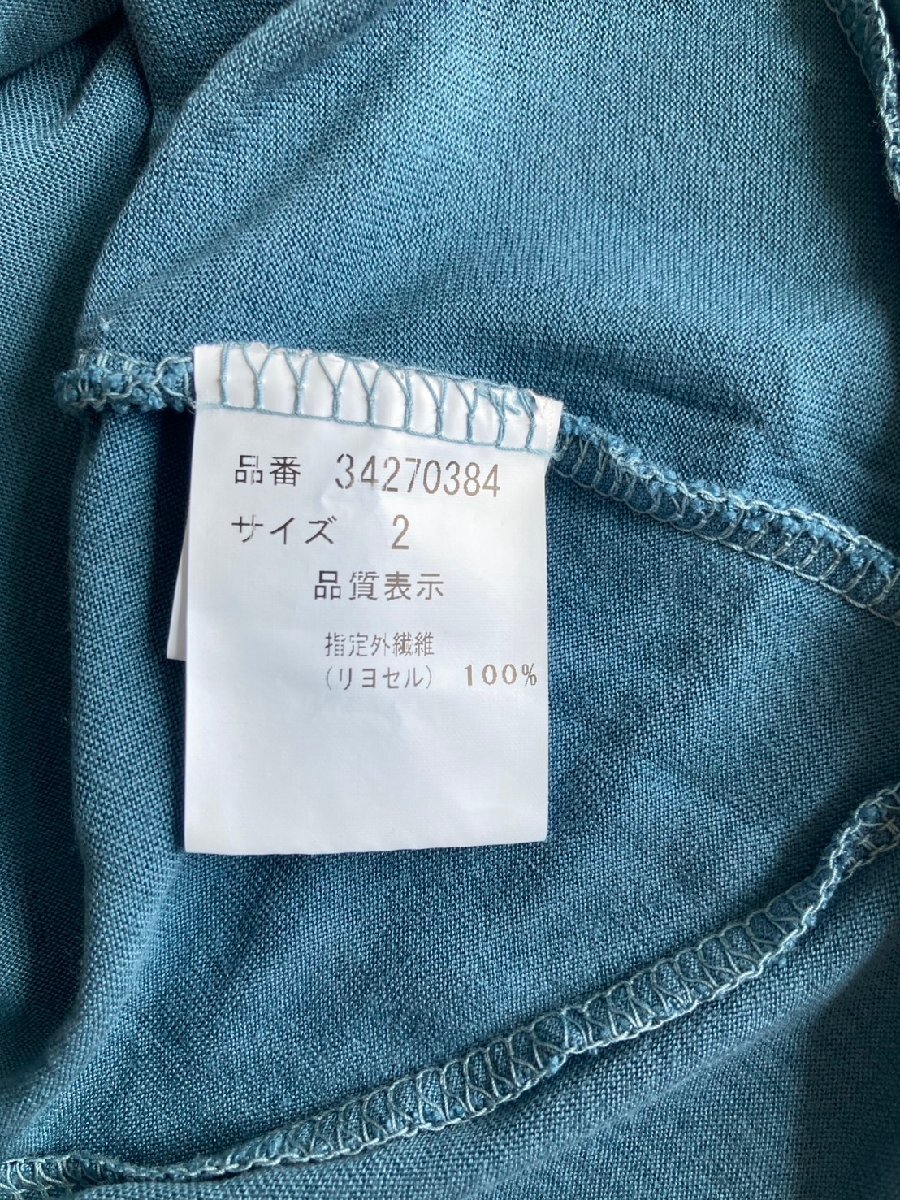 品番 34270384
サイズ 2
品質表示
指定外繊維
(リヨセル) 100%